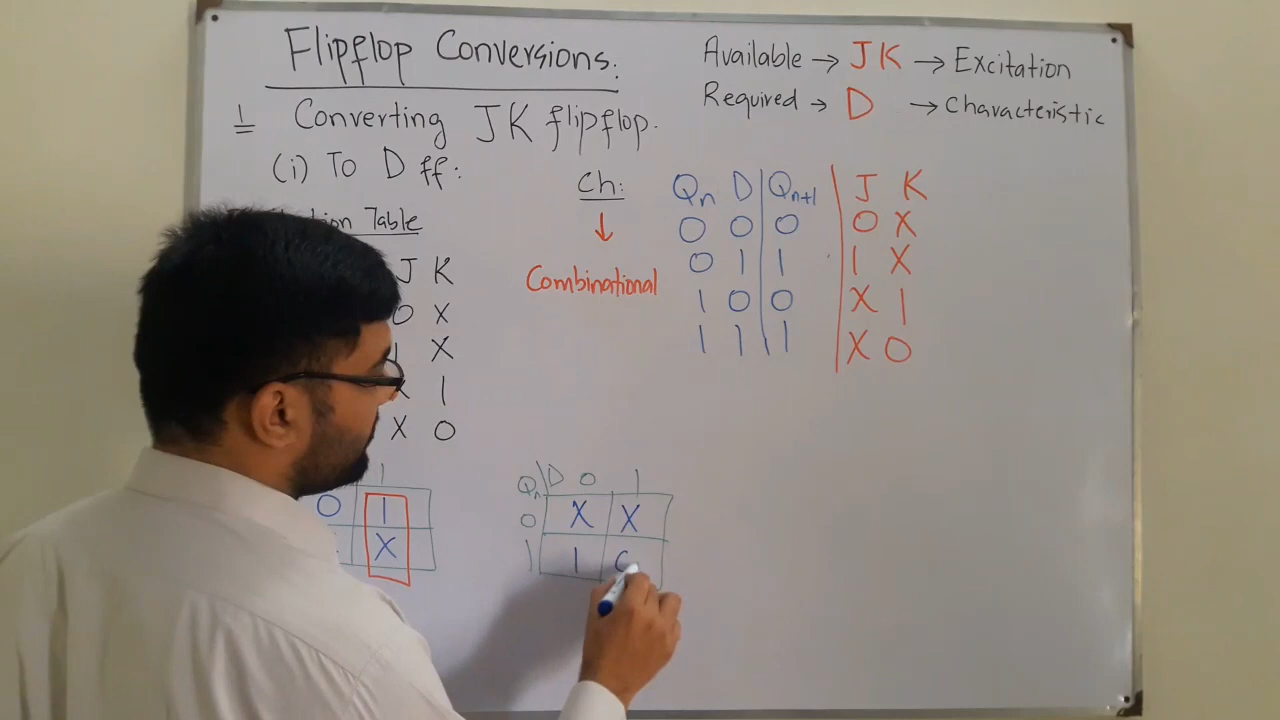 Flipflop Conversions.
1 Converting JK flipflop.
(i) To D ff:
Table
J K
0 X
1 X
X 1
X 0
Available → JK → Excitation
Required → D → Characteristic
Ch:
↓
Combinational
Qn D Qn+1 J K
0 0 0 0 X
0 1 1 1 X
1 0 0 X 1
1 1 1 X 0
1
0 1
X
Qn\D 0 1
0 X X
1 1